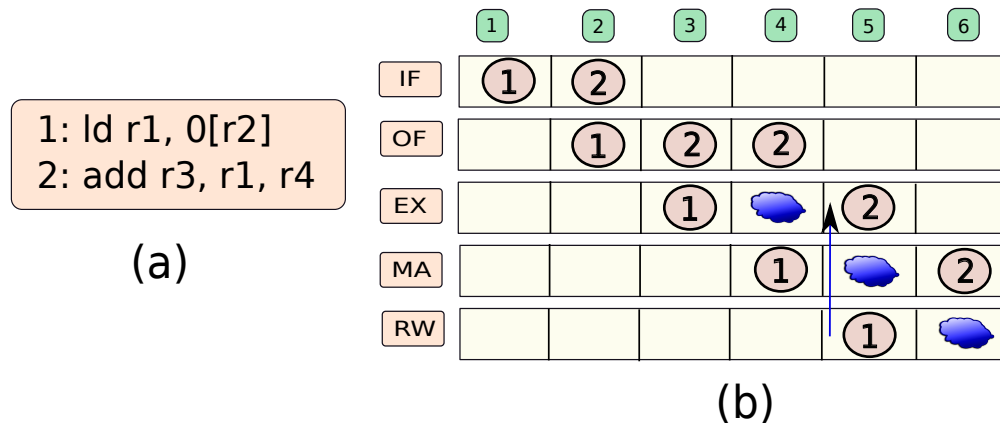 1 2 3 4 5 6
IF 1 2
1: ld r1, 0[r2]
2: add r3, r1, r4
(a)
OF 1 2 2
EX 1 2
MA 1 2
RW 1
(b)